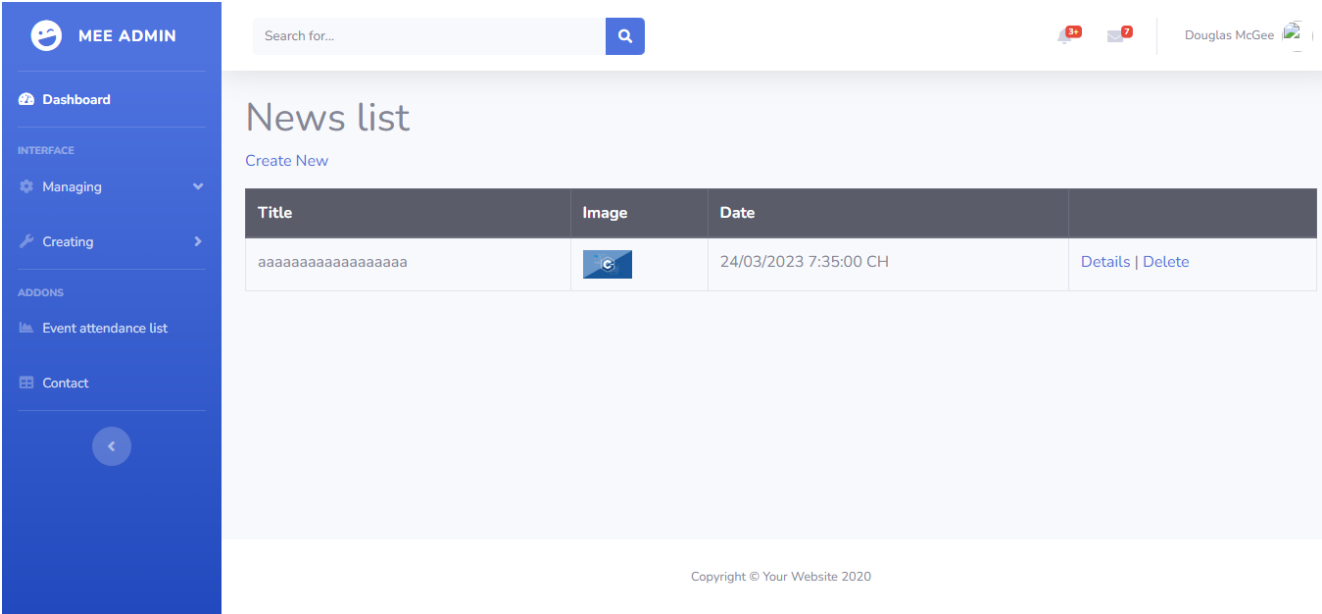 MEE ADMIN
Search for...
3+
7
Douglas McGee
Dashboard
INTERFACE
Managing
Creating
ADDONS
Event attendance list
Contact
News list
Create New
Title Image Date
aaaaaaaaaaaaaaaaaa C 24/03/2023 7:35:00 CH Details | Delete
Copyright © Your Website 2020